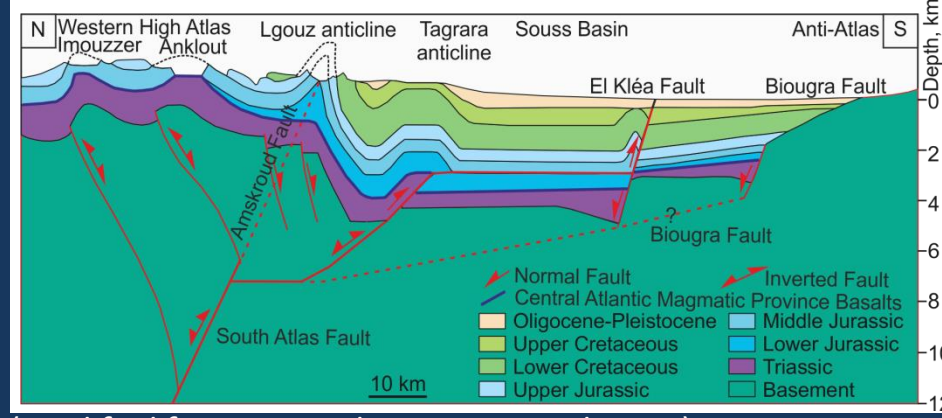 N Western High Atlas Lgouz anticline Tagrara Souss Basin Anti-Atlas S
Imouzzer Anklout anticline
El Kléa Fault Biougra Fault
Depth, km
0
-2
-4
-6
-8
-10
-12
Amskroud Fault
?
Biougra Fault
South Atlas Fault
10 km
Normal Fault Inverted Fault
Central Atlantic Magmatic Province Basalts
Oligocene-Pleistocene Middle Jurassic
Upper Cretaceous Lower Jurassic
Lower Cretaceous Triassic
Upper Jurassic Basement